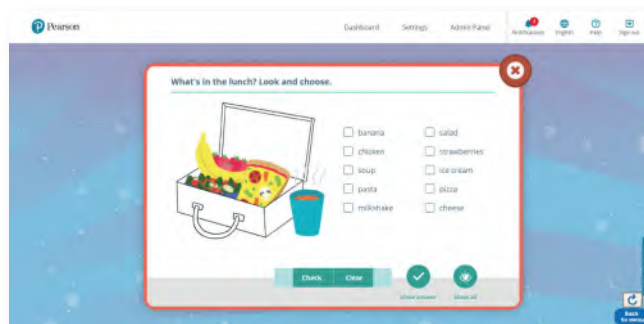 Pearson
Dashboard Settings Admin Panel
Notifications English Help Sign out
What's in the lunch? Look and choose.
banana salad
chicken strawberries
soup ice cream
pasta pizza
milkshake cheese
Check Clear
show answer show all
Back